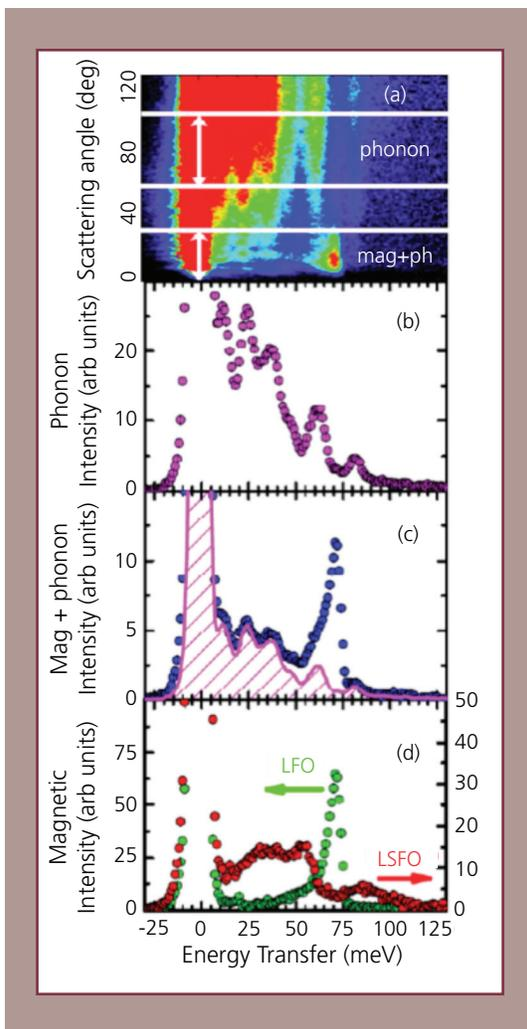 Scattering angle (deg)
120
80
40
0
(a)
phonon
mag+ph
Phonon
Intensity (arb units)
20
10
0
(b)
Mag + phonon
Intensity (arb units)
10
5
0
(c)
Magnetic
Intensity (arb units)
75
50
25
0
(d)
LFO
LSFO
50
40
30
20
10
0
-25 0 25 50 75 100 125
Energy Transfer (meV)